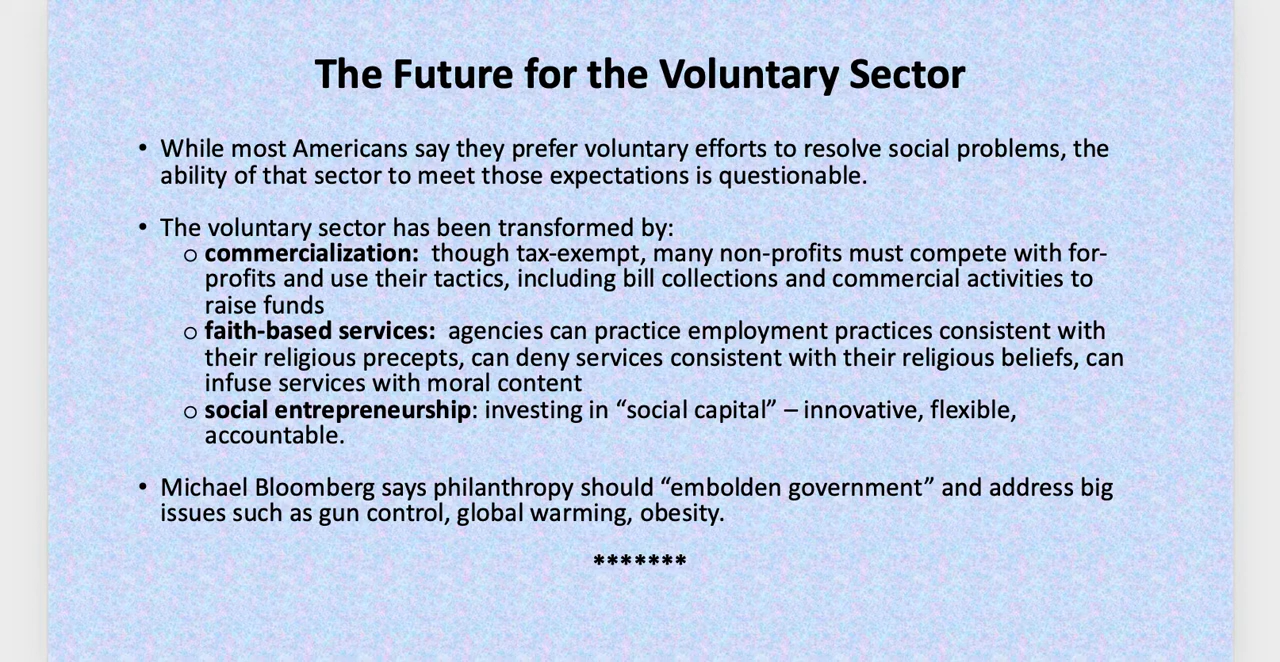 The Future for the Voluntary Sector
• While most Americans say they prefer voluntary efforts to resolve social problems, the
ability of that sector to meet those expectations is questionable.
• The voluntary sector has been transformed by:
o commercialization:  though tax-exempt, many non-profits must compete with for-
profits and use their tactics, including bill collections and commercial activities to
raise funds
o faith-based services:  agencies can practice employment practices consistent with
their religious precepts, can deny services consistent with their religious beliefs, can
infuse services with moral content
o social entrepreneurship: investing in “social capital” – innovative, flexible,
accountable.
• Michael Bloomberg says philanthropy should “embolden government” and address big
issues such as gun control, global warming, obesity.
*******